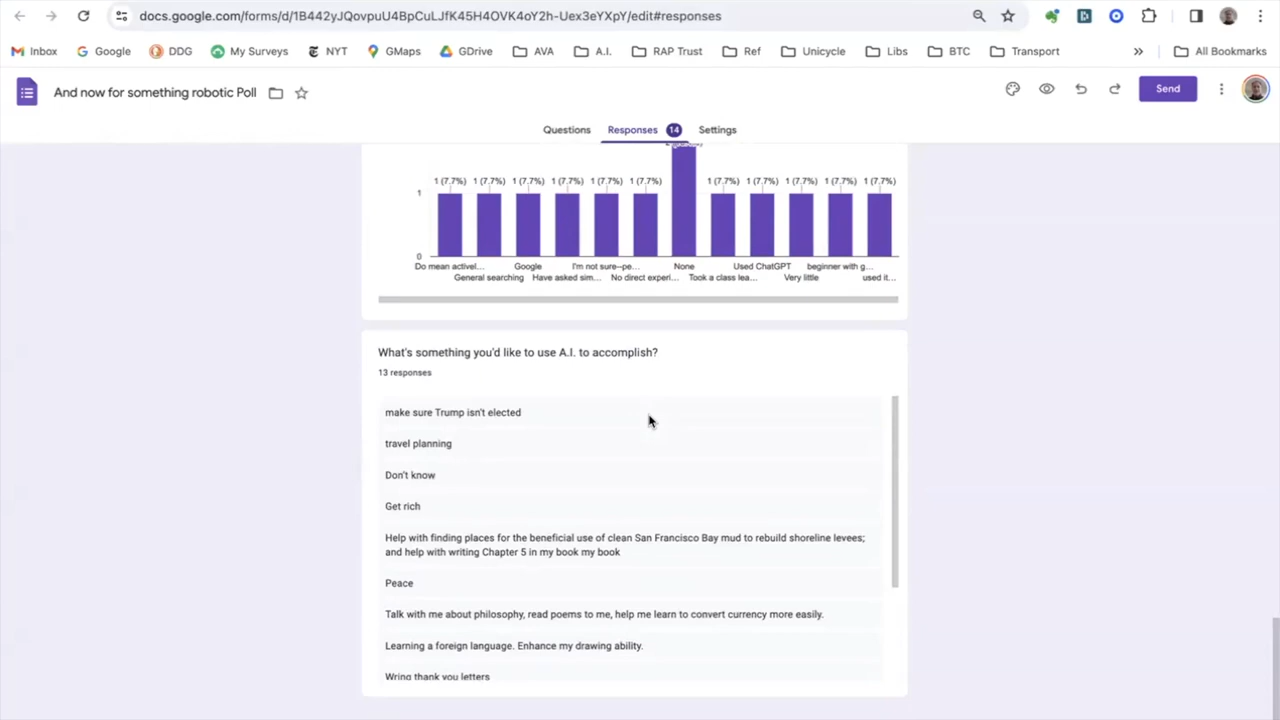 docs.google.com/forms/d/1B442yJQovpuU4BpCuLJfK45H4OVK4oY2h-Uex3eYXpY/edit#responses
Inbox Google DDG My Surveys NYT GMaps GDrive AVA A.I. RAP Trust Ref Unicycle Libs BTC Transport » All Bookmarks
And now for something robotic Poll Send
Questions Responses 14 Settings
1 (7.7%) 1 (7.7%) 1 (7.7%) 1 (7.7%) 1 (7.7%) 1 (7.7%) 1 (7.7%) 1 (7.7%) 1 (7.7%) 1 (7.7%) 1 (7.7%)
1
0
Do mean activel... Google I'm not sure--pe... None Used ChatGPT beginner with g...
General searching Have asked sim... No direct experi... Took a class lea... Very little used it...
What's something you'd like to use A.I. to accomplish?
13 responses
make sure Trump isn't elected
travel planning
Don't know
Get rich
Help with finding places for the beneficial use of clean San Francisco Bay mud to rebuild shoreline levees;
and help with writing Chapter 5 in my book my book
Peace
Talk with me about philosophy, read poems to me, help me learn to convert currency more easily.
Learning a foreign language. Enhance my drawing ability.
Wring thank you letters